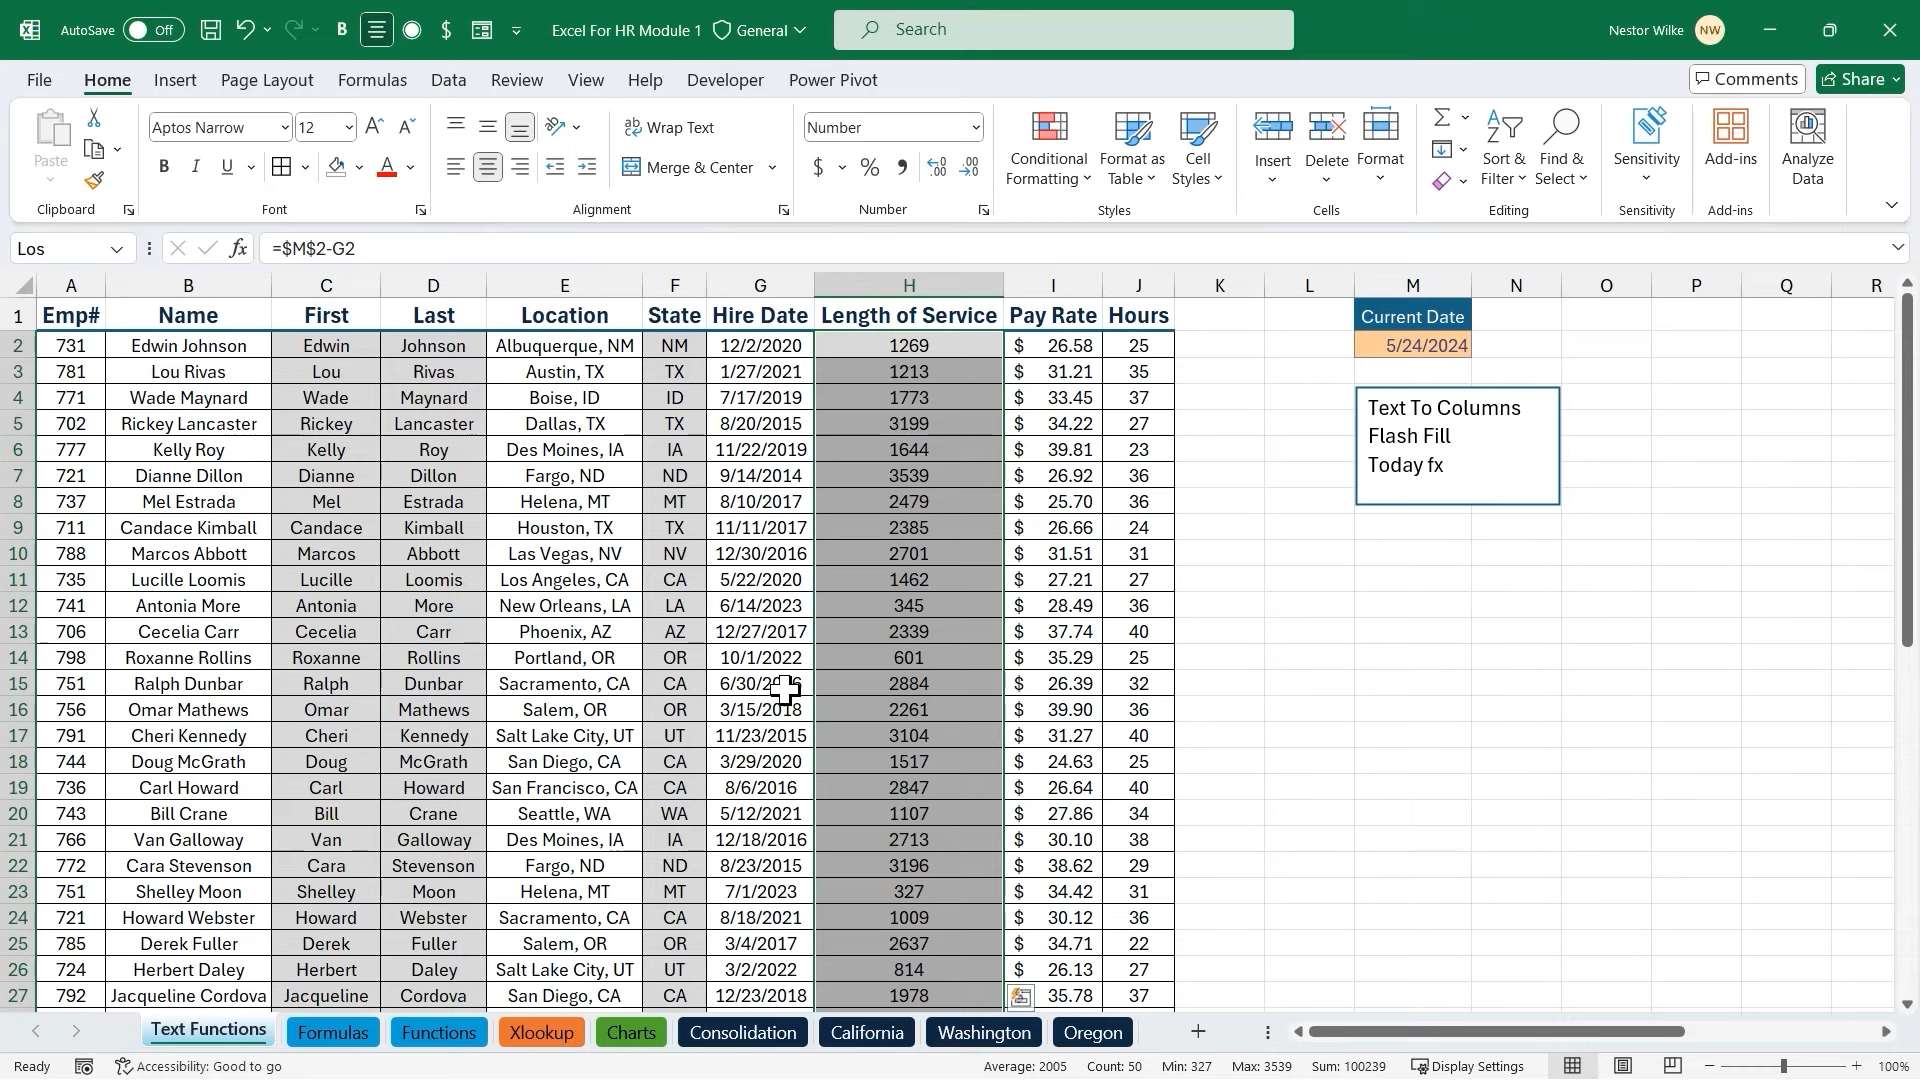 AutoSave Off B $ Excel For HR Module 1 General Search Nestor Wilke NW
File Home Insert Page Layout Formulas Data Review View Help Developer Power Pivot Comments Share
Paste Aptos Narrow 12 Wrap Text Number Conditional Formatting Format as Table Cell Styles Insert Delete Format Sort & Filter Find & Select Sensitivity Add-ins Analyze Data
B I U Merge & Center $ %
Clipboard Font Alignment Number Styles Cells Editing Sensitivity Add-ins
Los fx =$M$2-G2
A B C D E F G H I J K L M N O P Q R
1 Emp# Name First Last Location State Hire Date Length of Service Pay Rate Hours Current Date
2 731 Edwin Johnson Edwin Johnson Albuquerque, NM NM 12/2/2020 1269 $ 26.58 25 5/24/2024
3 781 Lou Rivas Lou Rivas Austin, TX TX 1/27/2021 1213 $ 31.21 35
4 771 Wade Maynard Wade Maynard Boise, ID ID 7/17/2019 1773 $ 33.45 37 Text To Columns
5 702 Rickey Lancaster Rickey Lancaster Dallas, TX TX 8/20/2015 3199 $ 34.22 27 Flash Fill
6 777 Kelly Roy Kelly Roy Des Moines, IA IA 11/22/2019 1644 $ 39.81 23 Today fx
7 721 Dianne Dillon Dianne Dillon Fargo, ND ND 9/14/2014 3539 $ 26.92 36
8 737 Mel Estrada Mel Estrada Helena, MT MT 8/10/2017 2479 $ 25.70 36
9 711 Candace Kimball Candace Kimball Houston, TX TX 11/11/2017 2385 $ 26.66 24
10 788 Marcos Abbott Marcos Abbott Las Vegas, NV NV 12/30/2016 2701 $ 31.51 31
11 735 Lucille Loomis Lucille Loomis Los Angeles, CA CA 5/22/2020 1462 $ 27.21 27
12 741 Antonia More Antonia More New Orleans, LA LA 6/14/2023 345 $ 28.49 36
13 706 Cecelia Carr Cecelia Carr Phoenix, AZ AZ 12/27/2017 2339 $ 37.74 40
14 798 Roxanne Rollins Roxanne Rollins Portland, OR OR 10/1/2022 601 $ 35.29 25
15 751 Ralph Dunbar Ralph Dunbar Sacramento, CA CA 2884 $ 26.39 32
16 756 Omar Mathews Omar Mathews Salem, OR OR 3/15/2018 2261 $ 39.90 36
17 791 Cheri Kennedy Cheri Kennedy Salt Lake City, UT UT 11/23/2015 3104 $ 31.27 40
18 744 Doug McGrath Doug McGrath San Diego, CA CA 3/29/2020 1517 $ 24.63 25
19 736 Carl Howard Carl Howard San Francisco, CA CA 8/6/2016 2847 $ 26.64 40
20 743 Bill Crane Bill Crane Seattle, WA WA 5/12/2021 1107 $ 27.86 34
21 766 Van Galloway Van Galloway Des Moines, IA IA 12/18/2016 2713 $ 30.10 38
22 772 Cara Stevenson Cara Stevenson Fargo, ND ND 8/23/2015 3196 $ 38.62 29
23 751 Shelley Moon Shelley Moon Helena, MT MT 7/1/2023 327 $ 34.42 31
24 721 Howard Webster Howard Webster Sacramento, CA CA 8/18/2021 1009 $ 30.12 36
25 785 Derek Fuller Derek Fuller Salem, OR OR 3/4/2017 2637 $ 34.71 22
26 724 Herbert Daley Herbert Daley Salt Lake City, UT UT 3/2/2022 814 $ 26.13 27
27 792 Jacqueline Cordova Jacqueline Cordova San Diego, CA CA 12/23/2018 1978 35.78 37
Text Functions Formulas Functions Xlookup Charts Consolidation California Washington Oregon
Ready Accessibility: Good to go Average: 2005 Count: 50 Min: 327 Max: 3539 Sum: 100239 Display Settings 100%